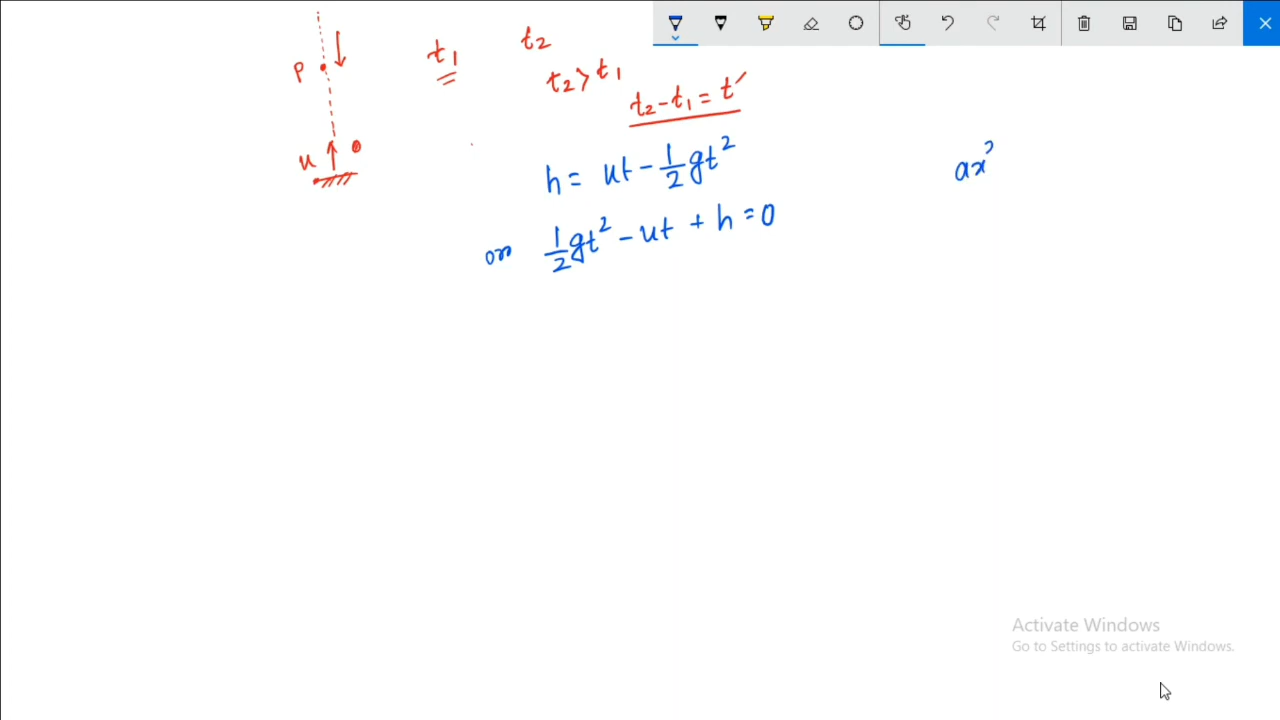 t₁ t₂
P
t₂ > t₁
t₂ - t₁ = t′
u
h = ut - 1/2 gt²
ax²
or 1/2 gt² - ut + h = 0
Activate Windows
Go to Settings to activate Windows.